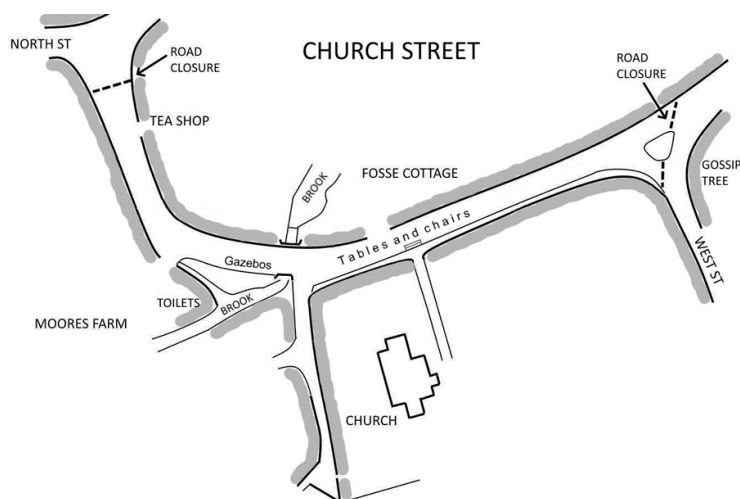 NORTH ST
ROAD
CLOSURE
CHURCH STREET
ROAD
CLOSURE
TEA SHOP
BROOK
FOSSE COTTAGE
GOSSIP
TREE
Tables and chairs
WEST ST
Gazebos
TOILETS
BROOK
MOORES FARM
CHURCH